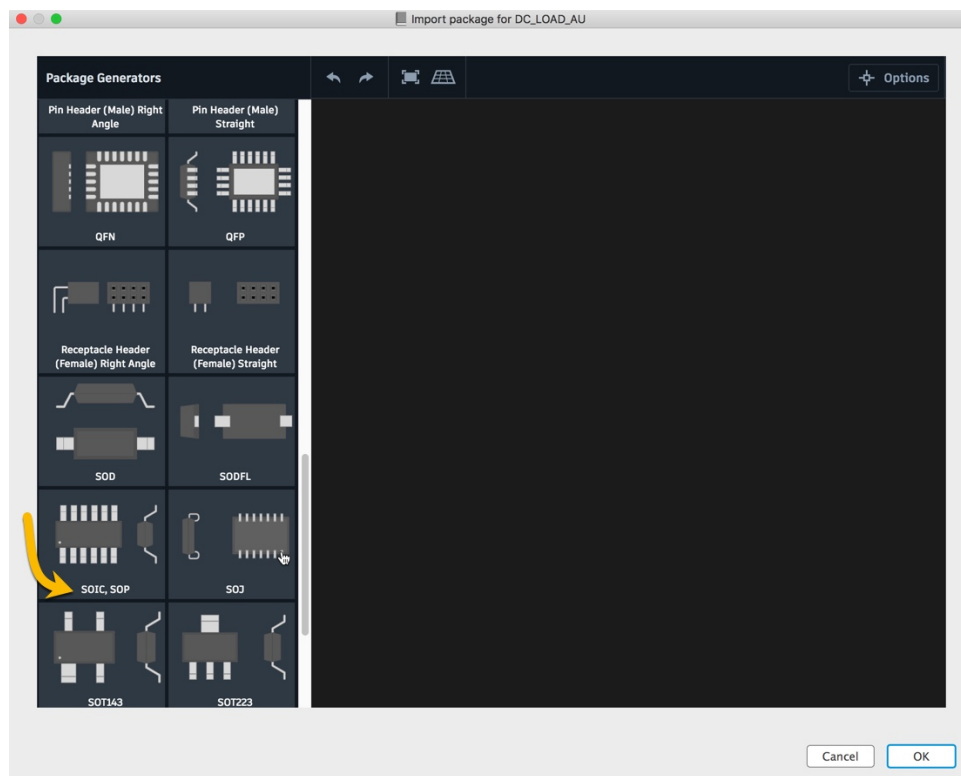 Import package for DC_LOAD_AU
Package Generators
Options
Pin Header (Male) Right
Angle
Pin Header (Male)
Straight
QFN
QFP
Receptacle Header
(Female) Right Angle
Receptacle Header
(Female) Straight
SOD
SODFL
SOIC, SOP
SOJ
SOT143
SOT223
Cancel
OK